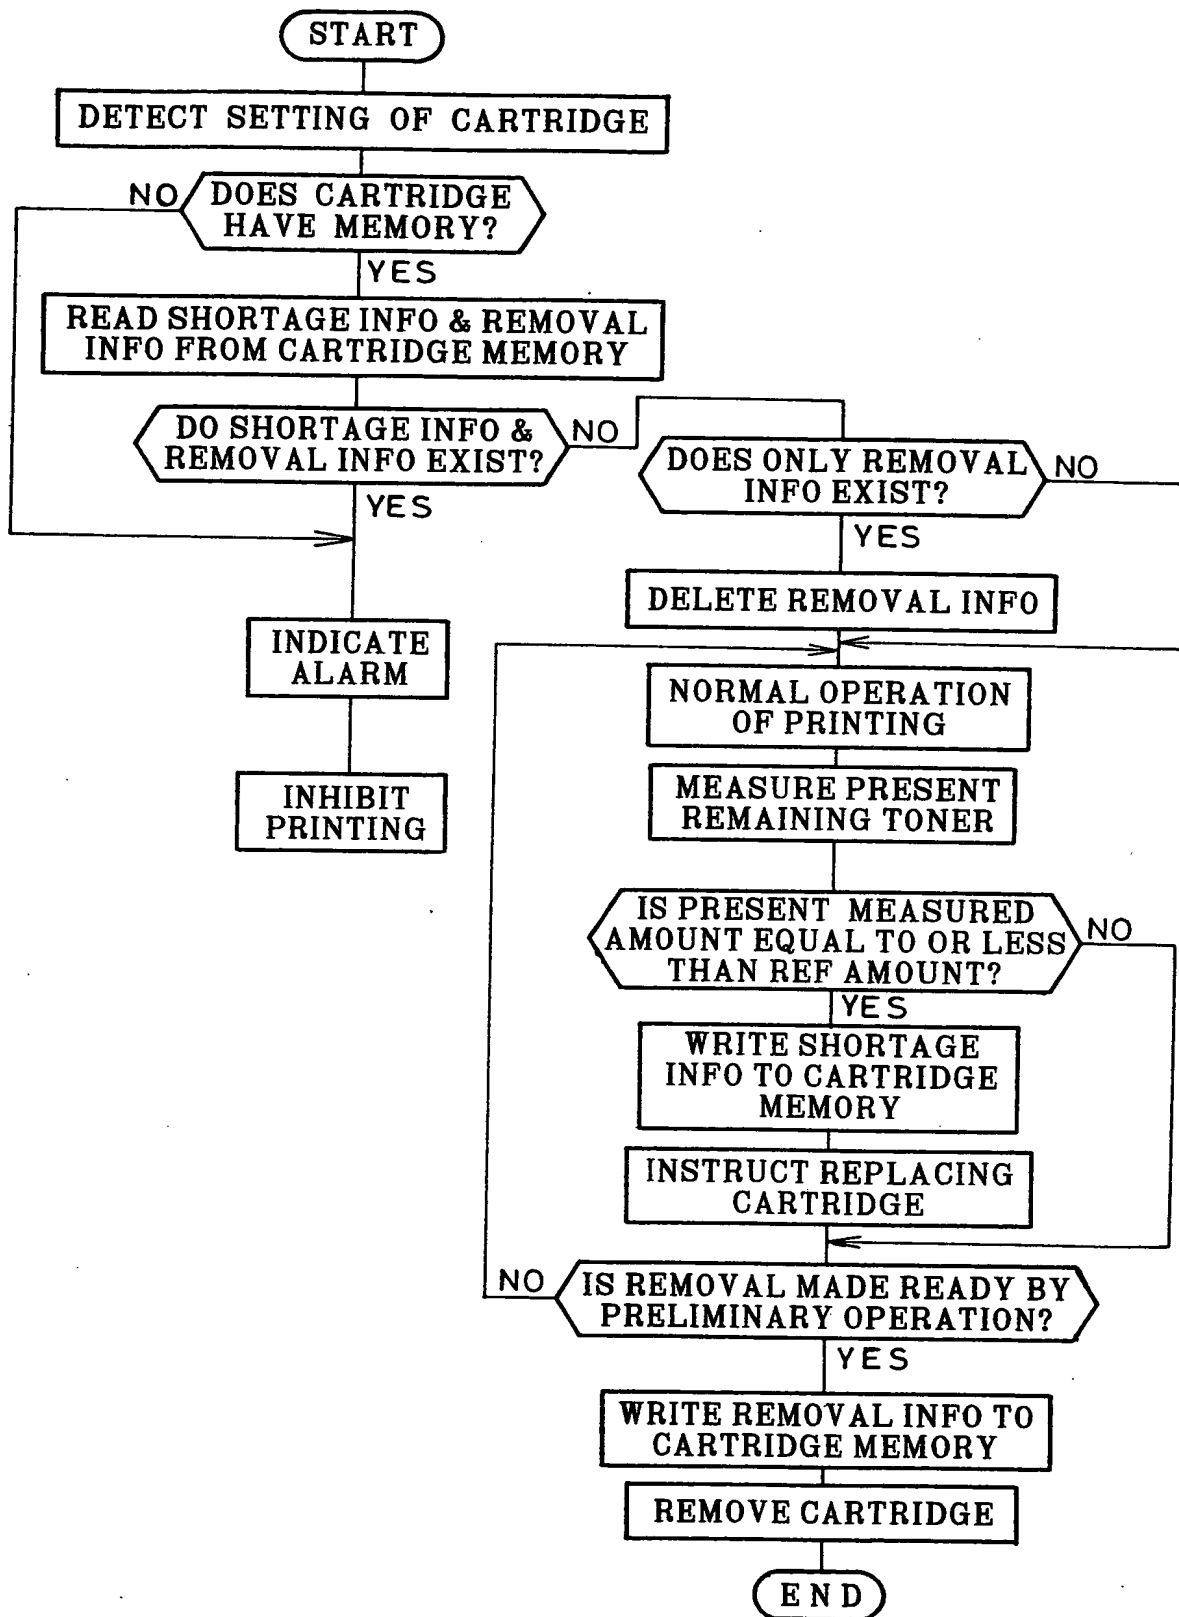 START
DETECT SETTING OF CARTRIDGE
NO
DOES CARTRIDGE
HAVE MEMORY?
YES
READ SHORTAGE INFO & REMOVAL
INFO FROM CARTRIDGE MEMORY
DO SHORTAGE INFO &
REMOVAL INFO EXIST?
NO
YES
INDICATE
ALARM
INHIBIT
PRINTING
DOES ONLY REMOVAL
INFO EXIST?
NO
YES
DELETE REMOVAL INFO
NORMAL OPERATION
OF PRINTING
MEASURE PRESENT
REMAINING TONER
IS PRESENT MEASURED
AMOUNT EQUAL TO OR LESS
THAN REF AMOUNT?
NO
YES
WRITE SHORTAGE
INFO TO CARTRIDGE
MEMORY
INSTRUCT REPLACING
CARTRIDGE
NO
IS REMOVAL MADE READY BY
PRELIMINARY OPERATION?
YES
WRITE REMOVAL INFO TO
CARTRIDGE MEMORY
REMOVE CARTRIDGE
END